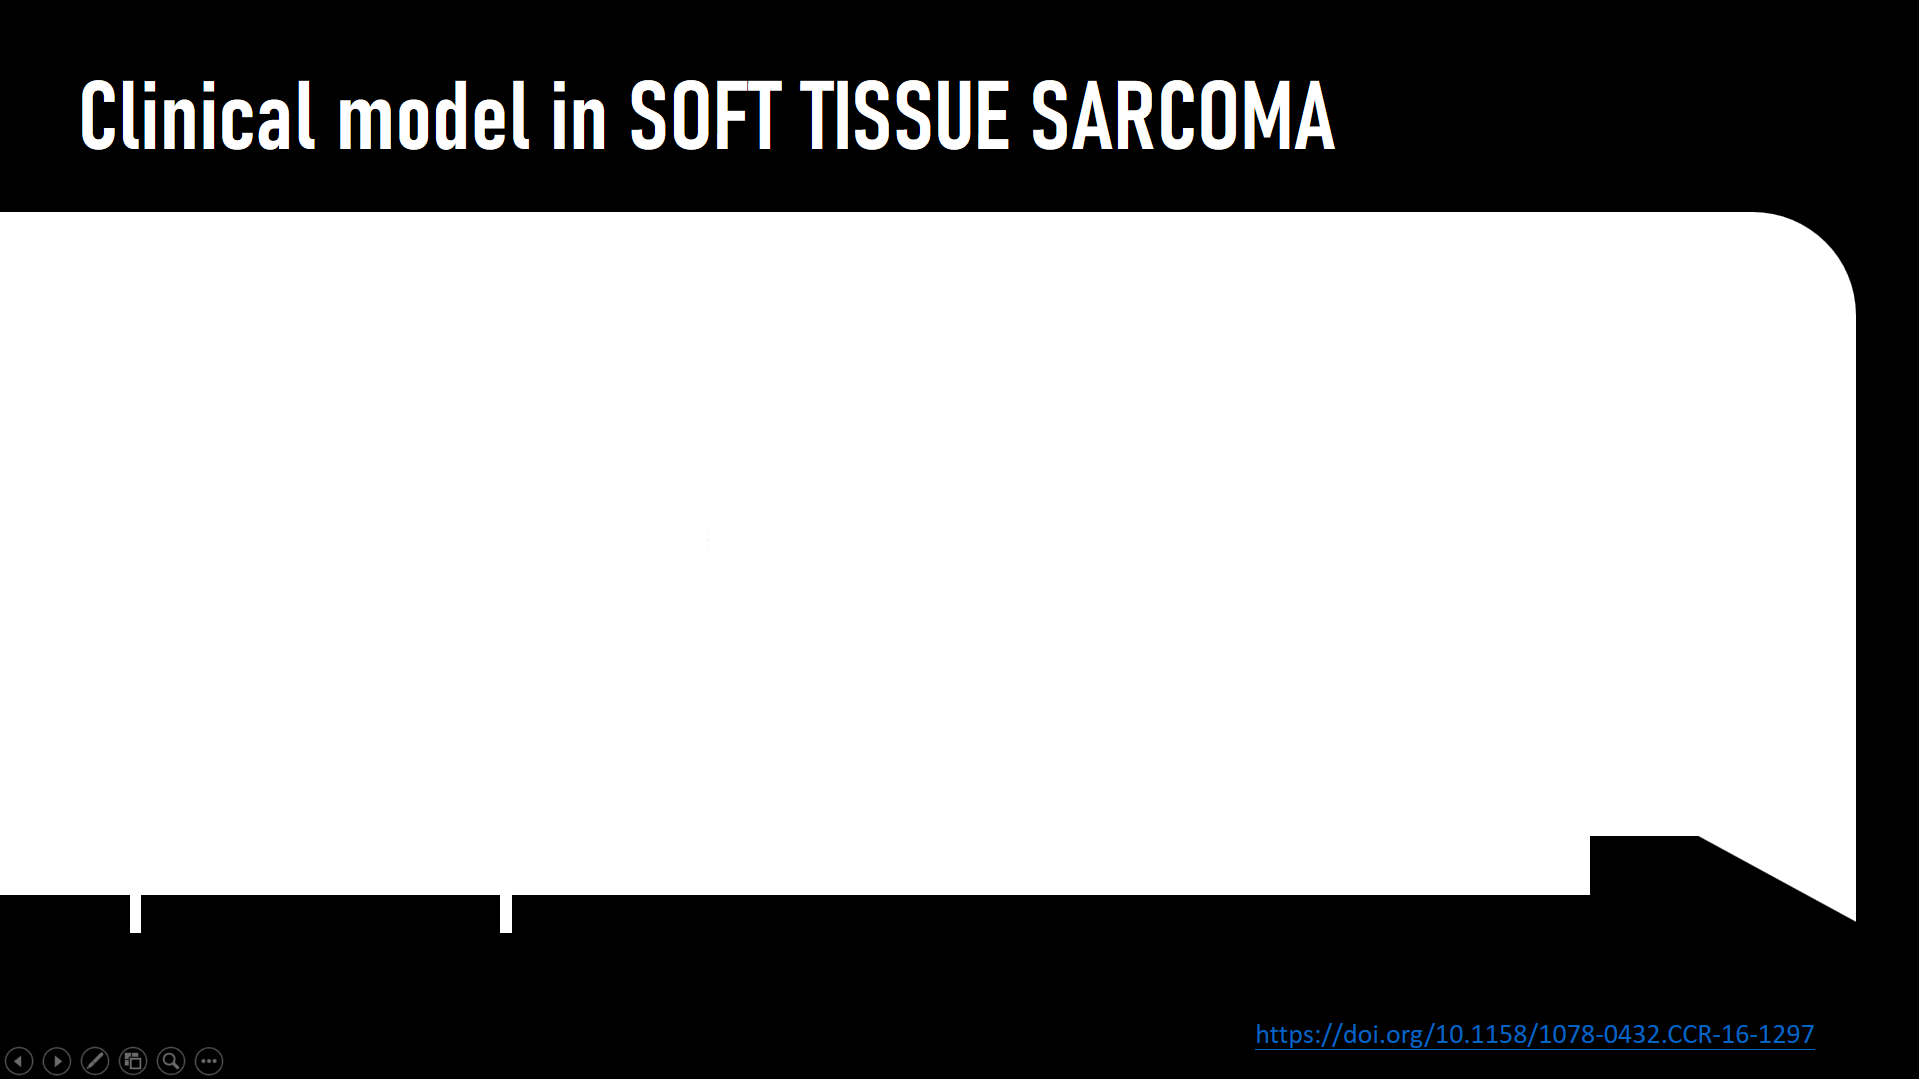 Clinical model in SOFT TISSUE SARCOMA
https://doi.org/10.1158/1078-0432.CCR-16-1297